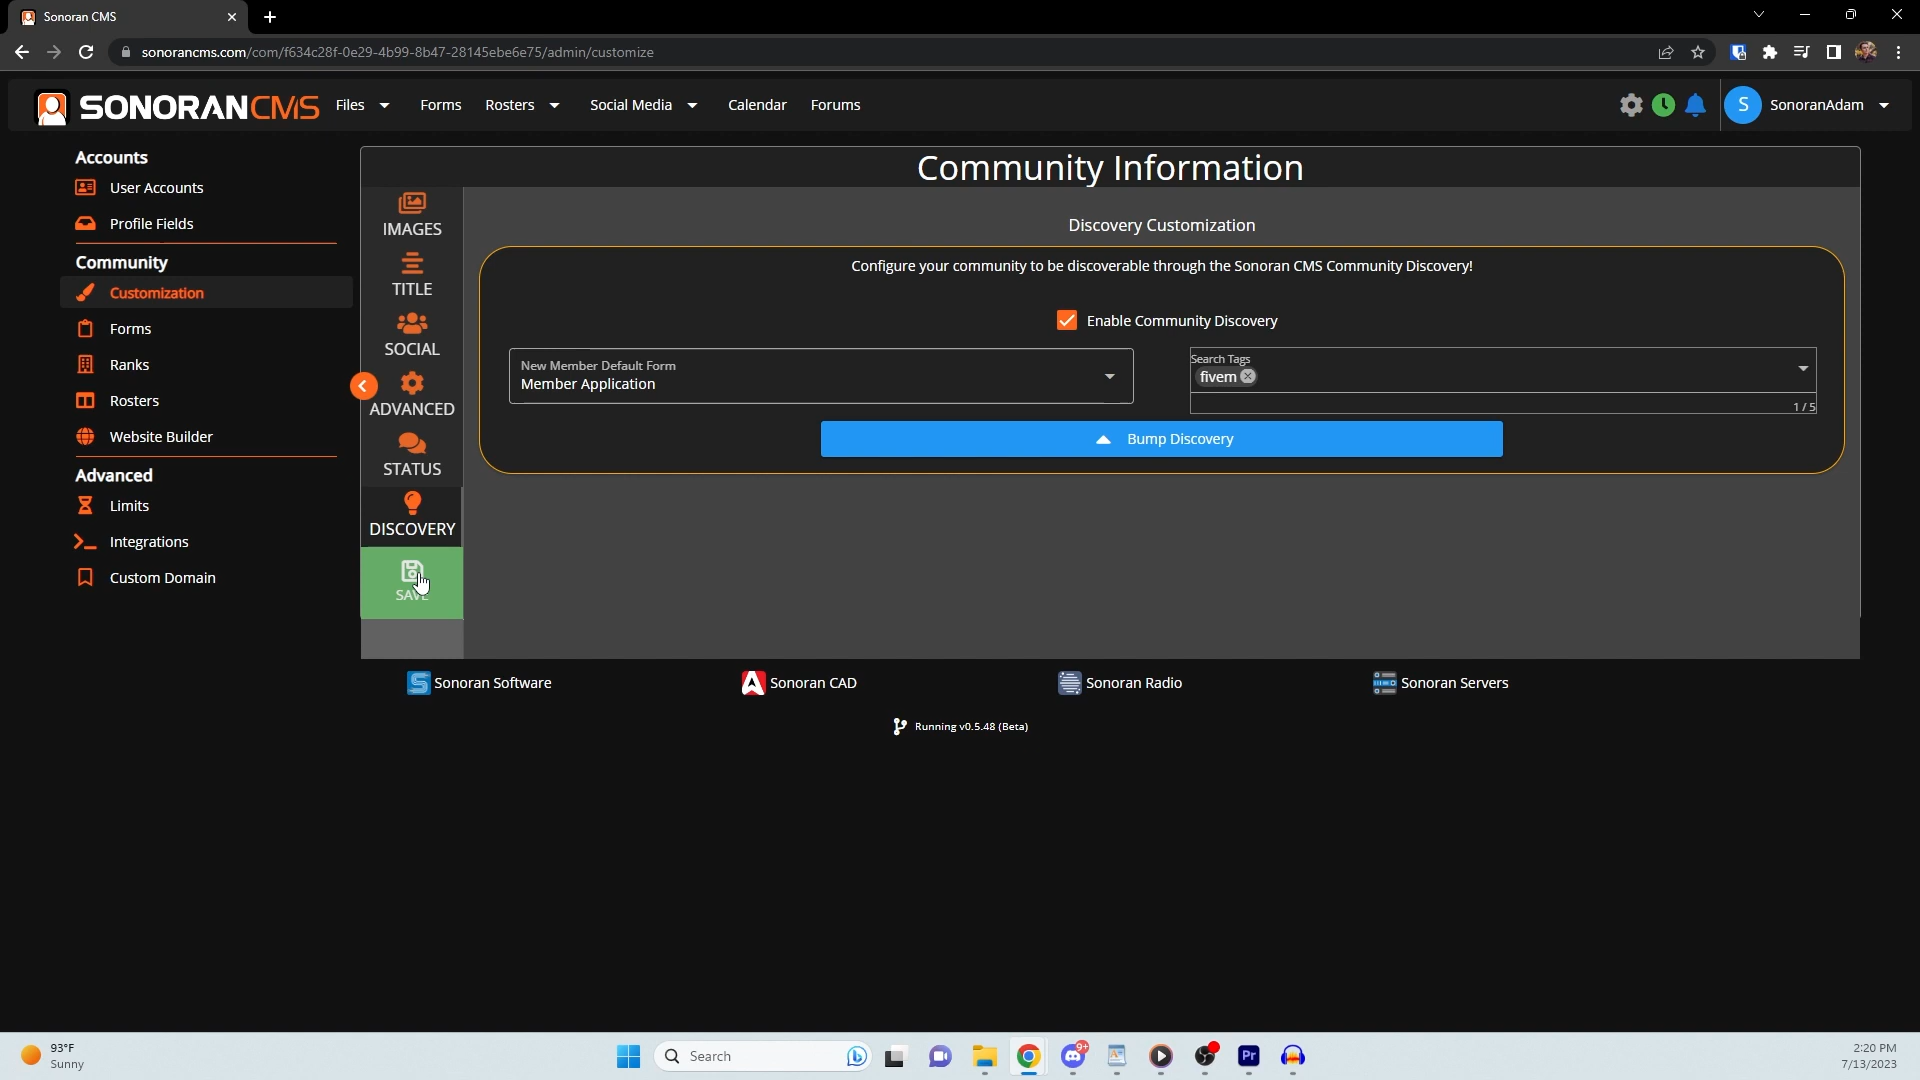 Sonoran CMS
sonorancms.com/com/f634c28f-0e29-4b99-8b47-28145ebe6e75/admin/customize
SONORANCMS
Files
Forms
Rosters
Social Media
Calendar
Forums
S
SonoranAdam
Accounts
User Accounts
Profile Fields
Community
Customization
Forms
Ranks
Rosters
Website Builder
Advanced
Limits
Integrations
Custom Domain
Community Information
IMAGES
TITLE
SOCIAL
ADVANCED
STATUS
DISCOVERY
SAVE
Discovery Customization
Configure your community to be discoverable through the Sonoran CMS Community Discovery!
Enable Community Discovery
New Member Default Form
Member Application
Search Tags
fivem
1 / 5
Bump Discovery
Sonoran Software
Sonoran CAD
Sonoran Radio
Sonoran Servers
Running v0.5.48 (Beta)
93°F
Sunny
Search
9+
Pr
2:20 PM
7/13/2023